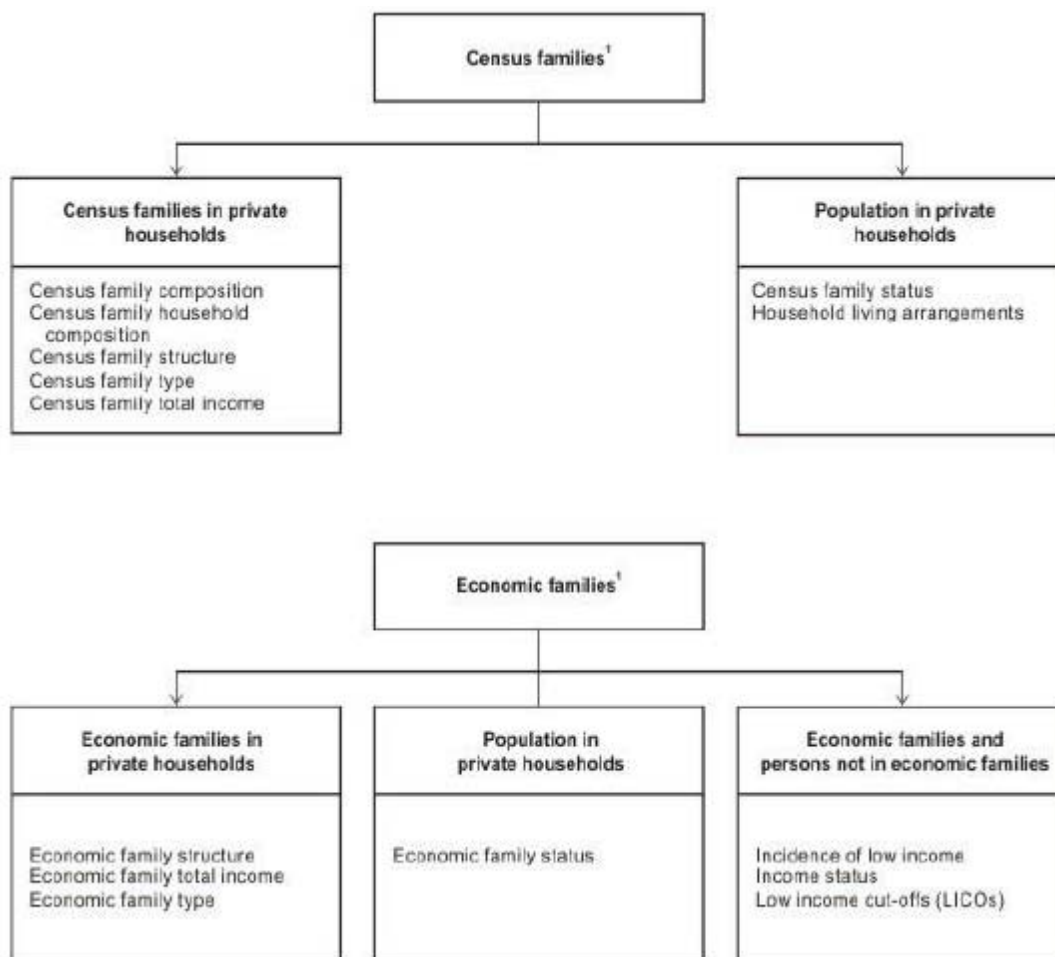 Census families¹
Census families in private
households
Census family composition
Census family household
composition
Census family structure
Census family type
Census family total income
Population in private
households
Census family status
Household living arrangements
Economic families¹
Economic families in
private households
Economic family structure
Economic family total income
Economic family type
Population in
private households
Economic family status
Economic families and
persons not in economic families
Incidence of low income
Income status
Low income cut-offs (LICOs)